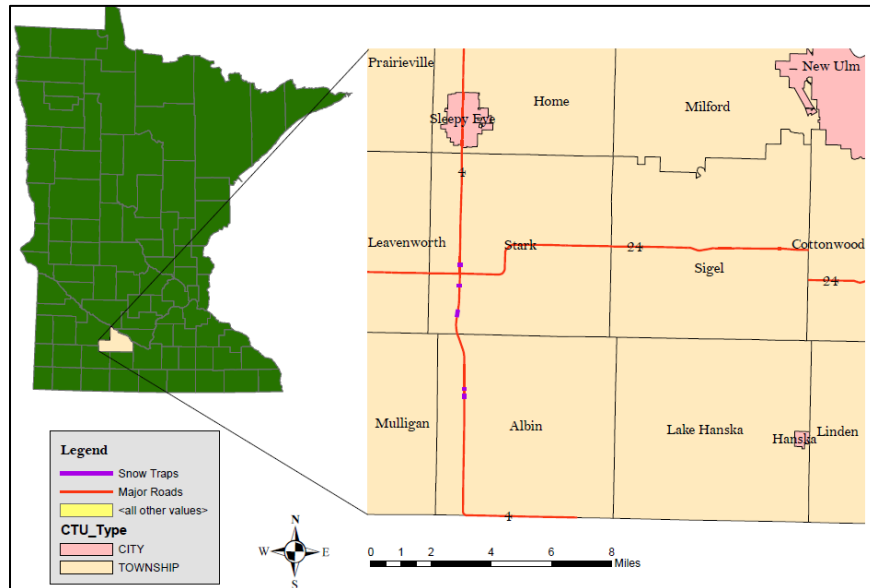 Prairieville
Home
Milford
New Ulm
Sleepy Eye
4
Leavenworth
Stark
24
Cottonwood
Sigel
24
Mulligan
Albin
Lake Hanska
Hanska
Linden
4
Legend
Snow Traps
Major Roads
<all other values>
CTU_Type
CITY
TOWNSHIP
N
W
E
S
0 1 2 4 6 8
Miles